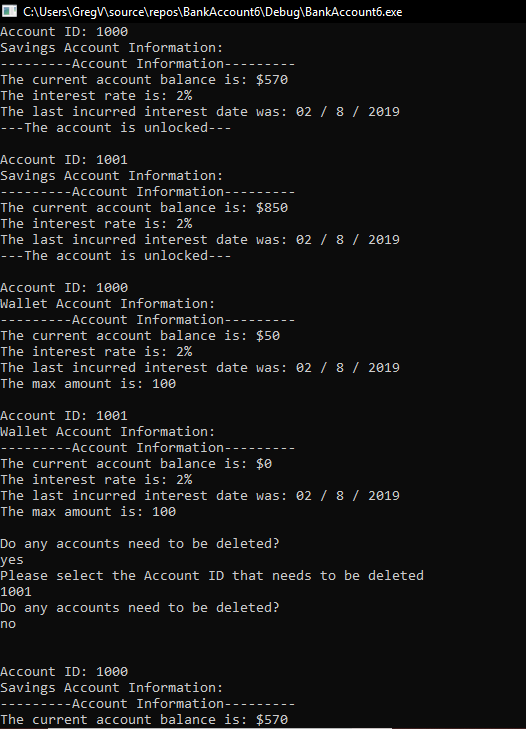 C:\Users\GregV\source\repos\BankAccount6\Debug\BankAccount6.exe
Account ID: 1000
Savings Account Information:
---------Account Information---------
The current account balance is: $570
The interest rate is: 2%
The last incurred interest date was: 02 / 8 / 2019
---The account is unlocked---
Account ID: 1001
Savings Account Information:
---------Account Information---------
The current account balance is: $850
The interest rate is: 2%
The last incurred interest date was: 02 / 8 / 2019
---The account is unlocked---
Account ID: 1000
Wallet Account Information:
---------Account Information---------
The current account balance is: $50
The interest rate is: 2%
The last incurred interest date was: 02 / 8 / 2019
The max amount is: 100
Account ID: 1001
Wallet Account Information:
---------Account Information---------
The current account balance is: $0
The interest rate is: 2%
The last incurred interest date was: 02 / 8 / 2019
The max amount is: 100
Do any accounts need to be deleted?
yes
Please select the Account ID that needs to be deleted
1001
Do any accounts need to be deleted?
no
Account ID: 1000
Savings Account Information:
---------Account Information---------
The current account balance is: $570